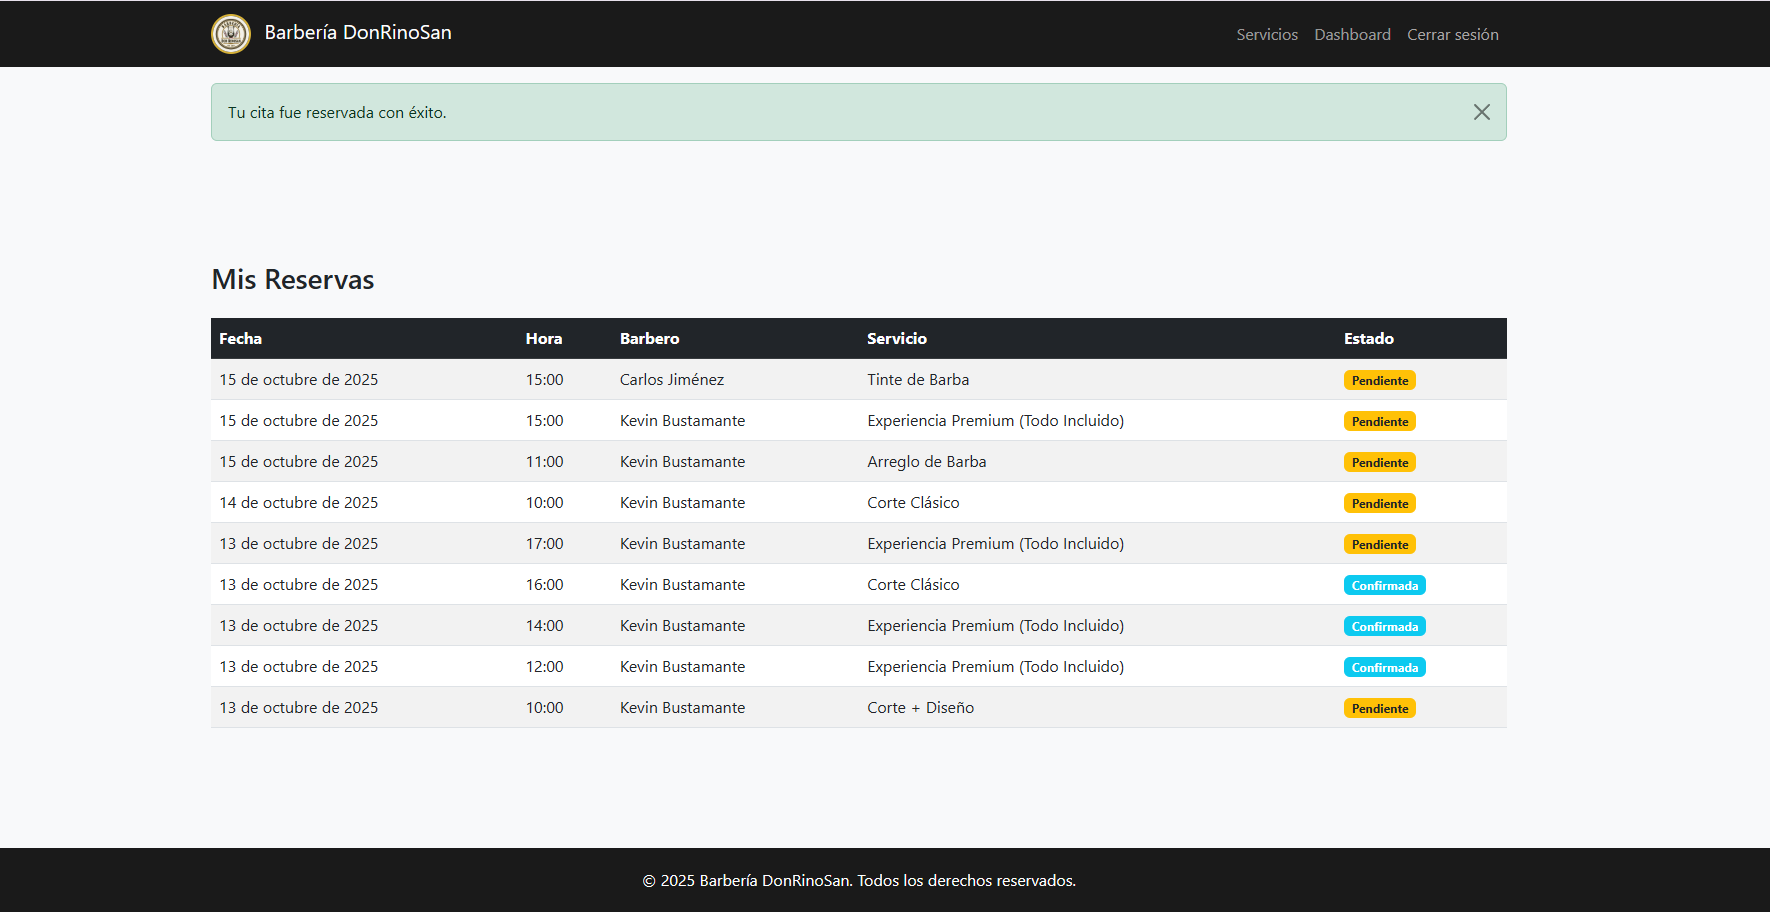 Barbería DonRinoSan
Servicios Dashboard Cerrar sesión
Tu cita fue reservada con éxito.
Mis Reservas
Fecha Hora Barbero Servicio Estado
15 de octubre de 2025 15:00 Carlos Jiménez Tinte de Barba Pendiente
15 de octubre de 2025 15:00 Kevin Bustamante Experiencia Premium (Todo Incluido) Pendiente
15 de octubre de 2025 11:00 Kevin Bustamante Arreglo de Barba Pendiente
14 de octubre de 2025 10:00 Kevin Bustamante Corte Clásico Pendiente
13 de octubre de 2025 17:00 Kevin Bustamante Experiencia Premium (Todo Incluido) Pendiente
13 de octubre de 2025 16:00 Kevin Bustamante Corte Clásico Confirmada
13 de octubre de 2025 14:00 Kevin Bustamante Experiencia Premium (Todo Incluido) Confirmada
13 de octubre de 2025 12:00 Kevin Bustamante Experiencia Premium (Todo Incluido) Confirmada
13 de octubre de 2025 10:00 Kevin Bustamante Corte + Diseño Pendiente
© 2025 Barbería DonRinoSan. Todos los derechos reservados.